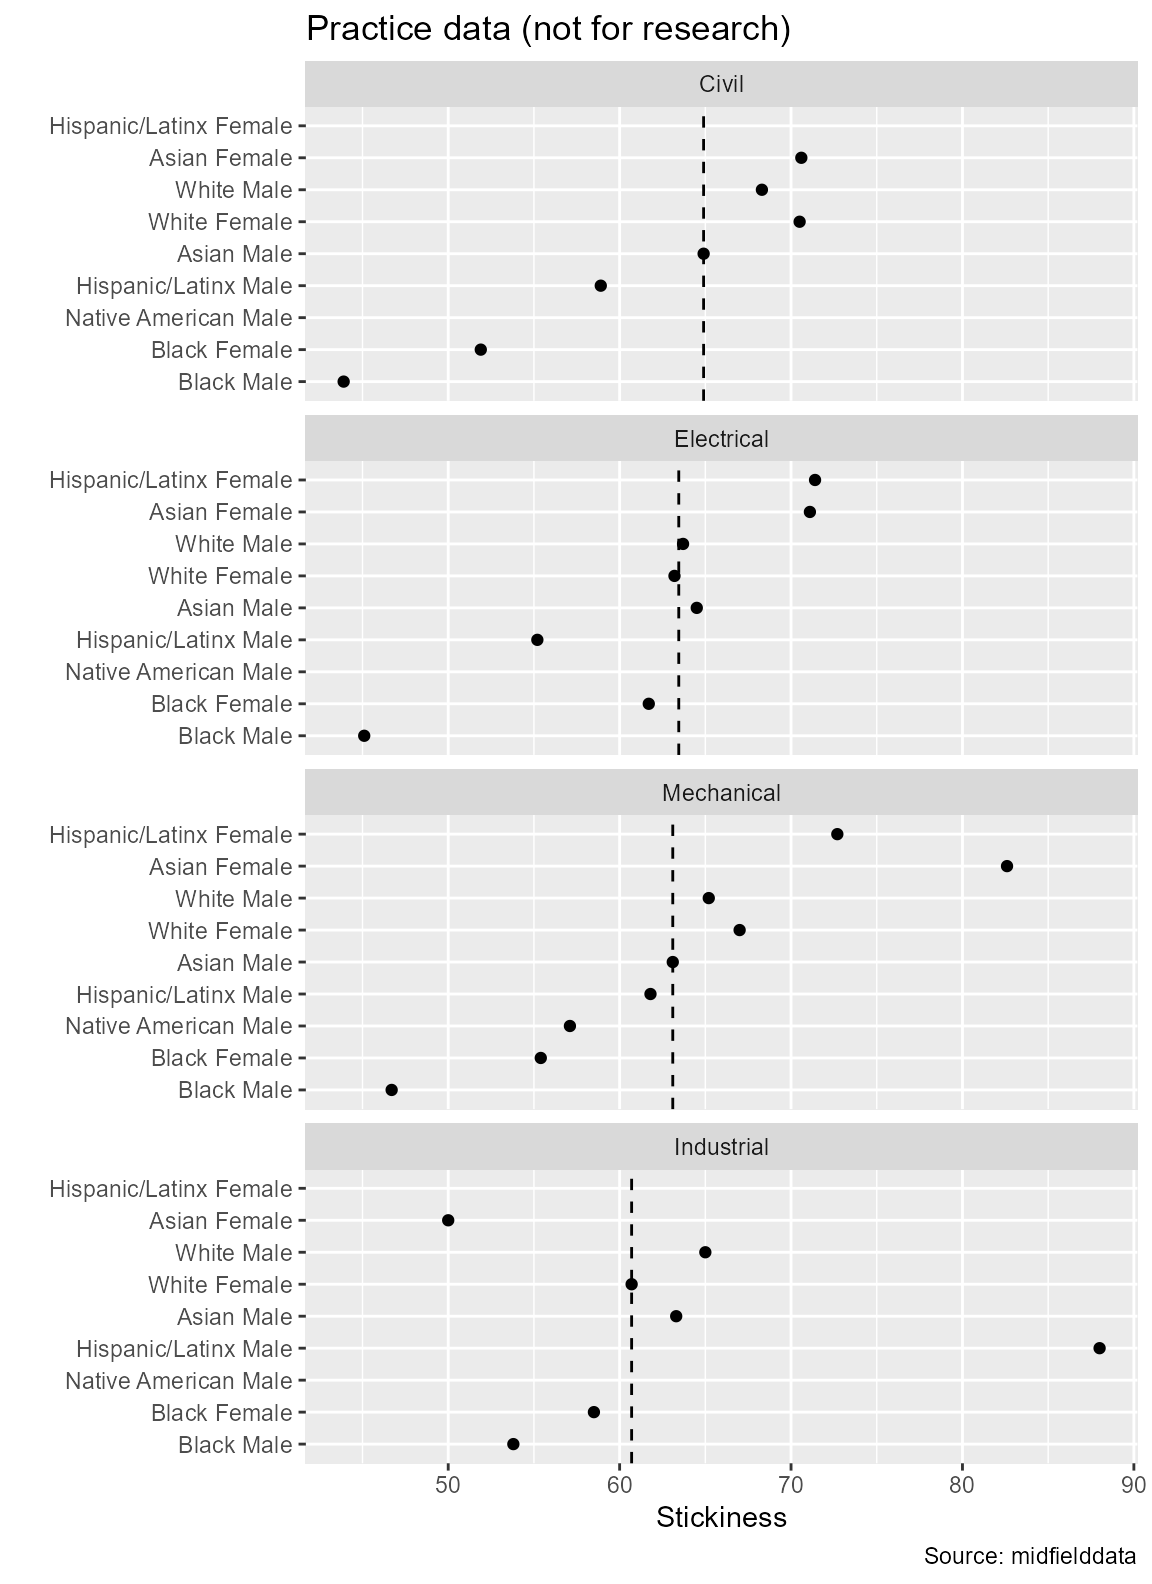 Practice data (not for research)
Civil
Hispanic/Latinx Female
Asian Female
White Male
White Female
Asian Male
Hispanic/Latinx Male
Native American Male
Black Female
Black Male
Electrical
Hispanic/Latinx Female
Asian Female
White Male
White Female
Asian Male
Hispanic/Latinx Male
Native American Male
Black Female
Black Male
Mechanical
Hispanic/Latinx Female
Asian Female
White Male
White Female
Asian Male
Hispanic/Latinx Male
Native American Male
Black Female
Black Male
Industrial
Hispanic/Latinx Female
Asian Female
White Male
White Female
Asian Male
Hispanic/Latinx Male
Native American Male
Black Female
Black Male
50 60 70 80 90
Stickiness
Source: midfielddata